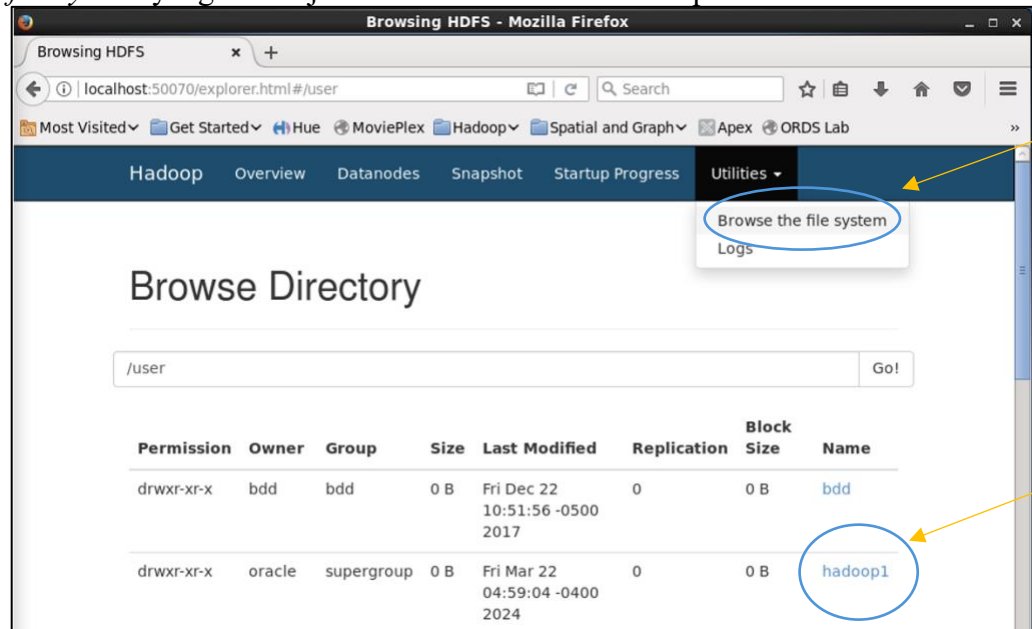 Browsing HDFS - Mozilla Firefox
Browsing HDFS × +
localhost:50070/explorer.html#/user Search
Most Visited Get Started Hue MoviePlex Hadoop Spatial and Graph Apex ORDS Lab »
Hadoop Overview Datanodes Snapshot Startup Progress Utilities
Browse the file system
Logs
Browse Directory
/user Go!
Permission Owner Group Size Last Modified Replication Block Size Name
drwxr-xr-x bdd bdd 0 B Fri Dec 22 10:51:56 -0500 2017 0 0 B bdd
drwxr-xr-x oracle supergroup 0 B Fri Mar 22 04:59:04 -0400 2024 0 0 B hadoop1